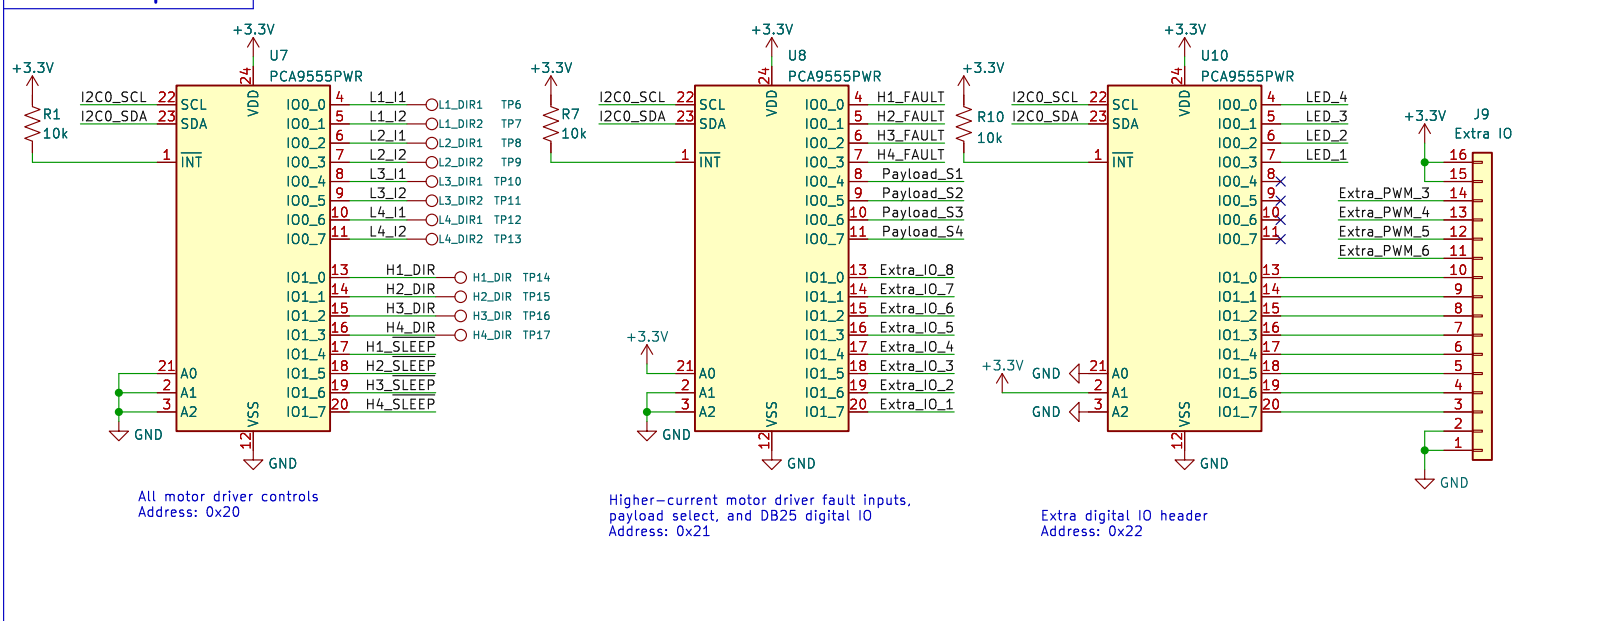 +3.3V
U7
PCA9555PWR
+3.3V
R1
10k
I2C0_SCL 22 SCL
I2C0_SDA 23 SDA
1 INT
24 VDD
IO0_0 4 L1_I1 L1_DIR1 TP6
IO0_1 5 L1_I2 L1_DIR2 TP7
IO0_2 6 L2_I1 L2_DIR1 TP8
IO0_3 7 L2_I2 L2_DIR2 TP9
IO0_4 8 L3_I1 L3_DIR1 TP10
IO0_5 9 L3_I2 L3_DIR2 TP11
IO0_6 10 L4_I1 L4_DIR1 TP12
IO0_7 11 L4_I2 L4_DIR2 TP13
IO1_0 13 H1_DIR H1_DIR TP14
IO1_1 14 H2_DIR H2_DIR TP15
IO1_2 15 H3_DIR H3_DIR TP16
IO1_3 16 H4_DIR H4_DIR TP17
IO1_4 17 H1_SLEEP
IO1_5 18 H2_SLEEP
IO1_6 19 H3_SLEEP
IO1_7 20 H4_SLEEP
21 A0
2 A1
3 A2
GND
VSS 12
GND
All motor driver controls
Address: 0x20
+3.3V
U8
PCA9555PWR
+3.3V
R7
10k
I2C0_SCL 22 SCL
I2C0_SDA 23 SDA
1 INT
24 VDD
IO0_0 4 H1_FAULT
IO0_1 5 H2_FAULT
IO0_2 6 H3_FAULT
IO0_3 7 H4_FAULT
IO0_4 8 Payload_S1
IO0_5 9 Payload_S2
IO0_6 10 Payload_S3
IO0_7 11 Payload_S4
IO1_0 13 Extra_IO_8
IO1_1 14 Extra_IO_7
IO1_2 15 Extra_IO_6
IO1_3 16 Extra_IO_5
IO1_4 17 Extra_IO_4
IO1_5 18 Extra_IO_3
IO1_6 19 Extra_IO_2
IO1_7 20 Extra_IO_1
+3.3V
21 A0
2 A1
3 A2
GND
VSS 12
GND
Higher-current motor driver fault inputs,
payload select, and DB25 digital IO
Address: 0x21
+3.3V
U10
PCA9555PWR
+3.3V
R10
10k
I2C0_SCL 22 SCL
I2C0_SDA 23 SDA
1 INT
24 VDD
IO0_0 4 LED_4
IO0_1 5 LED_3
IO0_2 6 LED_2
IO0_3 7 LED_1
IO0_4 8
IO0_5 9
IO0_6 10
IO0_7 11
IO1_0 13
IO1_1 14
IO1_2 15
IO1_3 16
IO1_4 17
IO1_5 18
IO1_6 19
IO1_7 20
GND 21 A0
+3.3V 2 A1
GND 3 A2
VSS 12
GND
Extra digital IO header
Address: 0x22
J9
Extra IO
+3.3V
16
15
Extra_PWM_3 14
Extra_PWM_4 13
Extra_PWM_5 12
Extra_PWM_6 11
10
9
8
7
6
5
4
3
2
1
GND